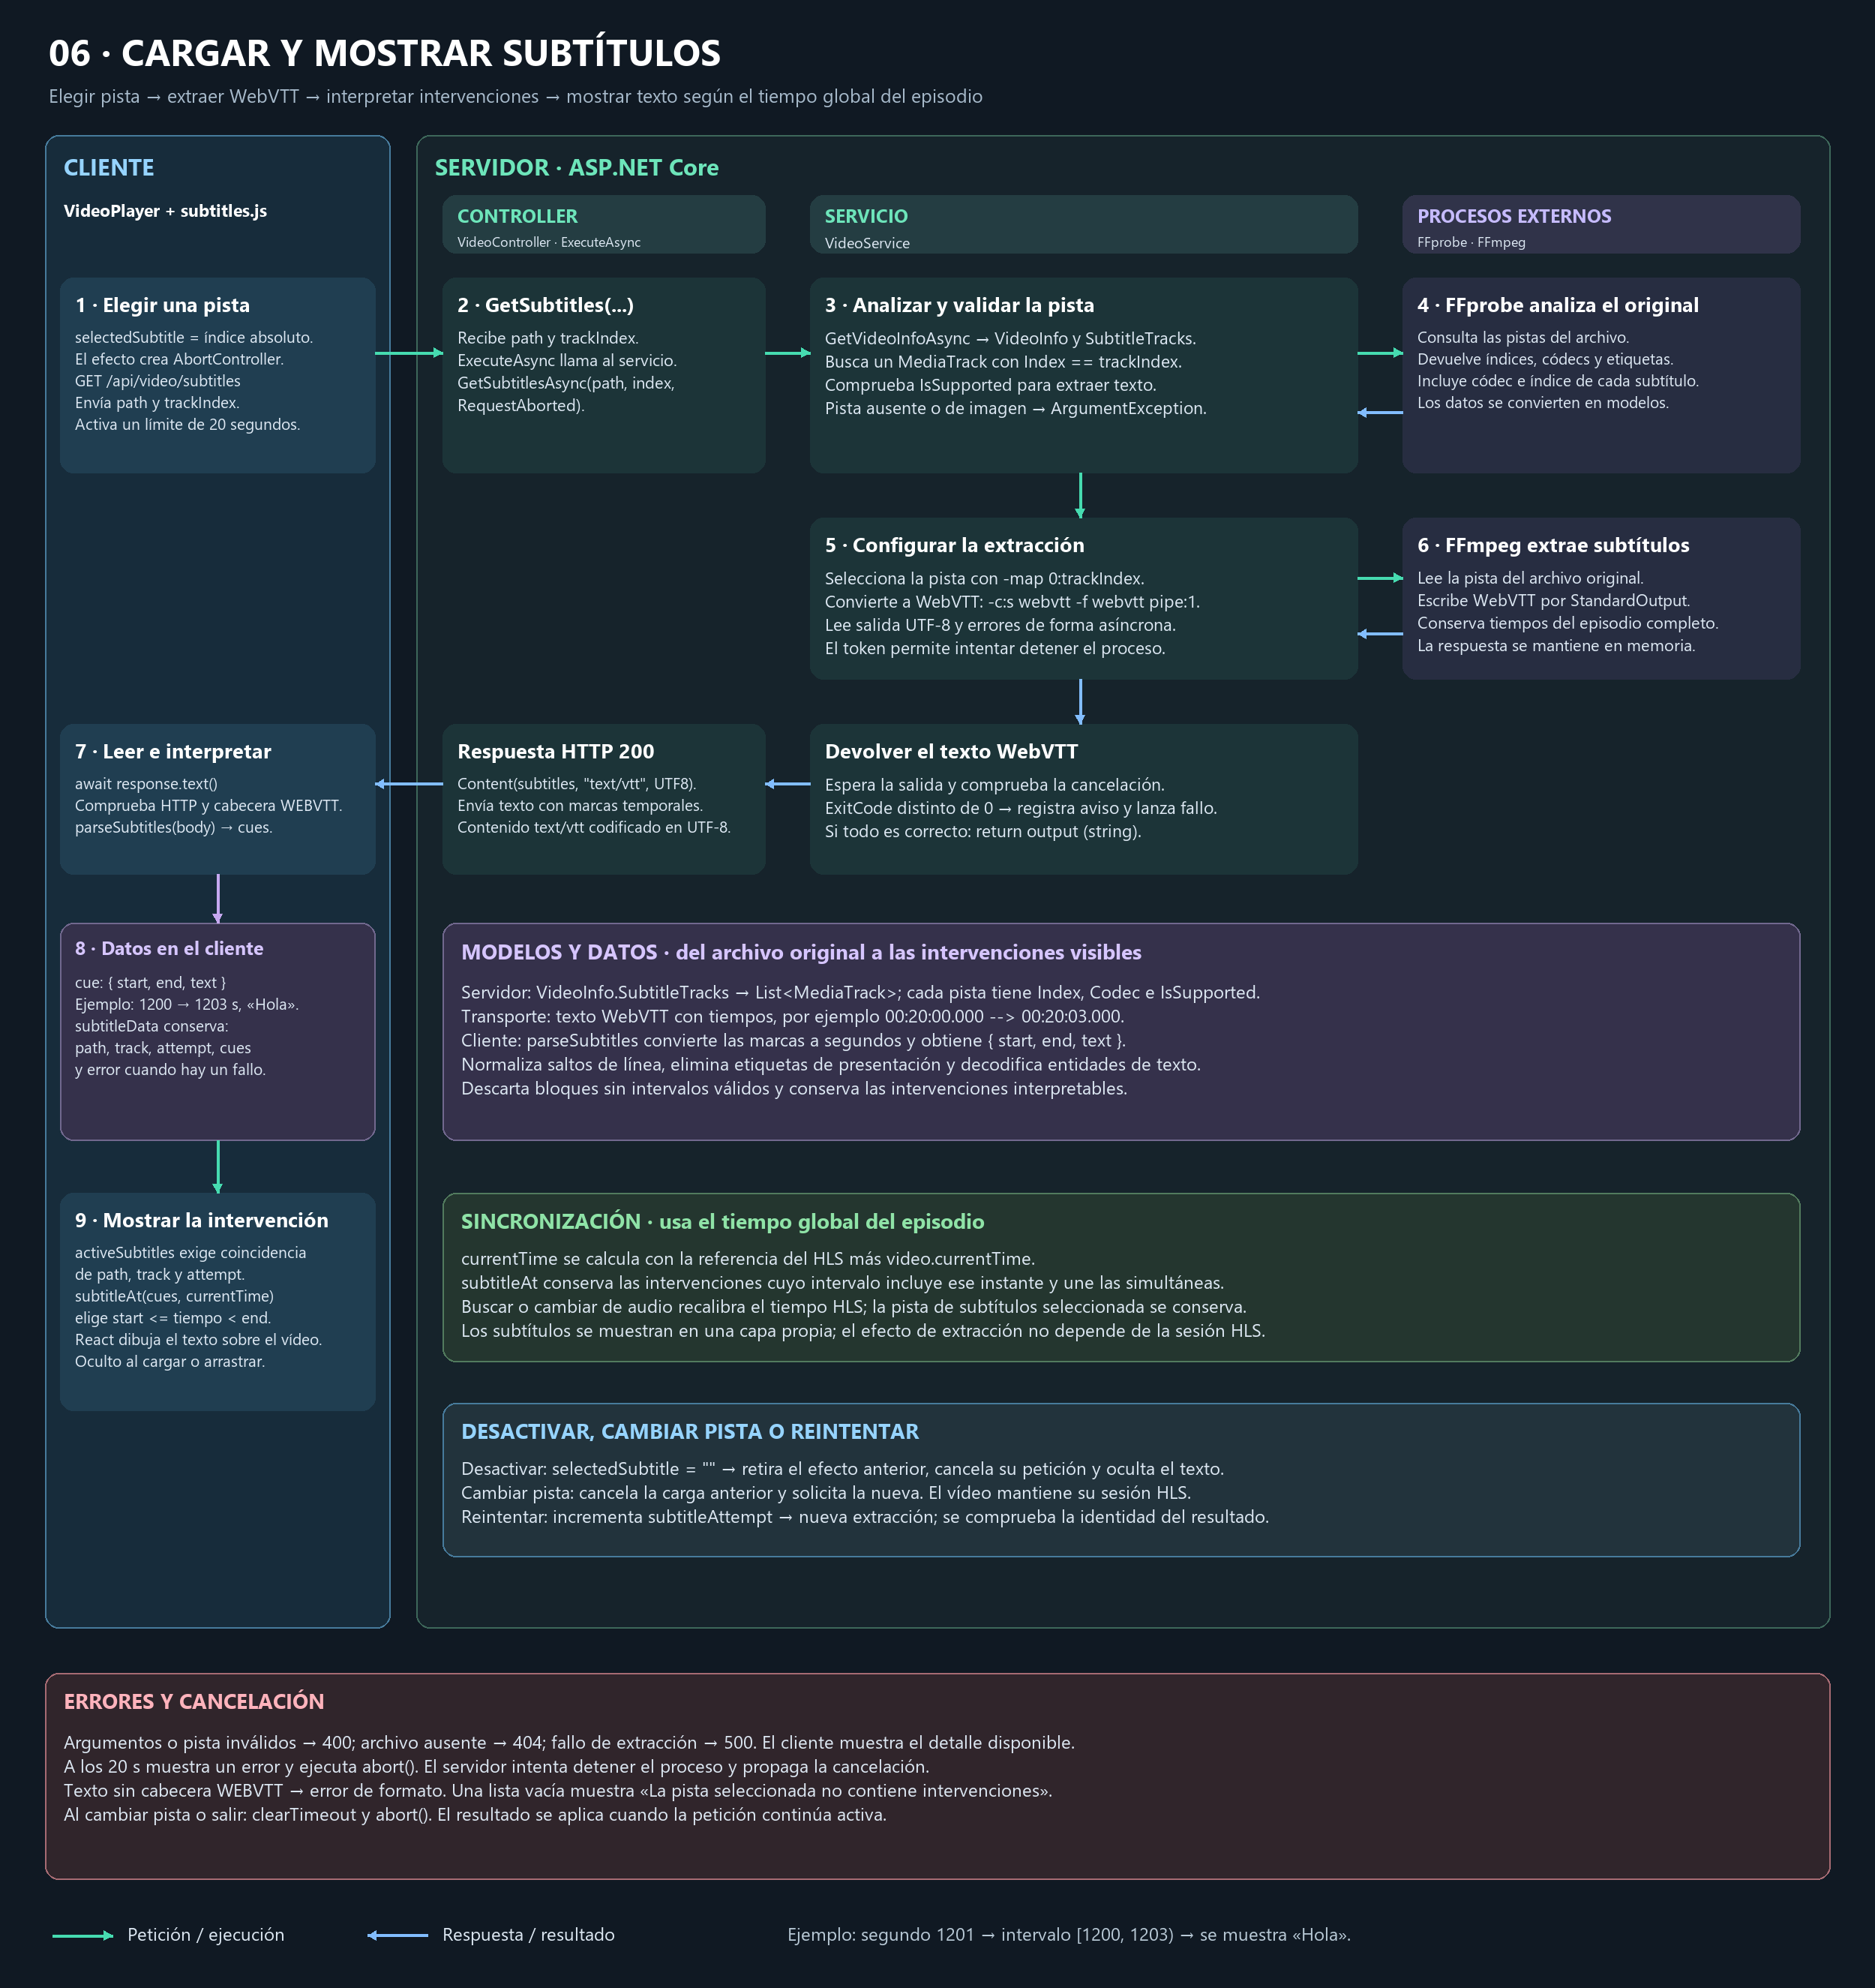 06 · CARGAR Y MOSTRAR SUBTÍTULOS
Elegir pista → extraer WebVTT → interpretar intervenciones → mostrar texto según el tiempo global del episodio
CLIENTE
VideoPlayer + subtitles.js
SERVIDOR · ASP.NET Core
CONTROLLER
VideoController · ExecuteAsync
SERVICIO
VideoService
PROCESOS EXTERNOS
FFprobe · FFmpeg
1 · Elegir una pista
selectedSubtitle = índice absoluto.
El efecto crea AbortController.
GET /api/video/subtitles
Envía path y trackIndex.
Activa un límite de 20 segundos.
2 · GetSubtitles(...)
Recibe path y trackIndex.
ExecuteAsync llama al servicio.
GetSubtitlesAsync(path, index,
RequestAborted).
3 · Analizar y validar la pista
GetVideoInfoAsync → VideoInfo y SubtitleTracks.
Busca un MediaTrack con Index == trackIndex.
Comprueba IsSupported para extraer texto.
Pista ausente o de imagen → ArgumentException.
4 · FFprobe analiza el original
Consulta las pistas del archivo.
Devuelve índices, códecs y etiquetas.
Incluye códec e índice de cada subtítulo.
Los datos se convierten en modelos.
5 · Configurar la extracción
Selecciona la pista con -map 0:trackIndex.
Convierte a WebVTT: -c:s webvtt -f webvtt pipe:1.
Lee salida UTF-8 y errores de forma asíncrona.
El token permite intentar detener el proceso.
6 · FFmpeg extrae subtítulos
Lee la pista del archivo original.
Escribe WebVTT por StandardOutput.
Conserva tiempos del episodio completo.
La respuesta se mantiene en memoria.
7 · Leer e interpretar
await response.text()
Comprueba HTTP y cabecera WEBVTT.
parseSubtitles(body) → cues.
Respuesta HTTP 200
Content(subtitles, "text/vtt", UTF8).
Envía texto con marcas temporales.
Contenido text/vtt codificado en UTF-8.
Devolver el texto WebVTT
Espera la salida y comprueba la cancelación.
ExitCode distinto de 0 → registra aviso y lanza fallo.
Si todo es correcto: return output (string).
8 · Datos en el cliente
cue: { start, end, text }
Ejemplo: 1200 → 1203 s, «Hola».
subtitleData conserva:
path, track, attempt, cues
y error cuando hay un fallo.
MODELOS Y DATOS · del archivo original a las intervenciones visibles
Servidor: VideoInfo.SubtitleTracks → List<MediaTrack>; cada pista tiene Index, Codec e IsSupported.
Transporte: texto WebVTT con tiempos, por ejemplo 00:20:00.000 --> 00:20:03.000.
Cliente: parseSubtitles convierte las marcas a segundos y obtiene { start, end, text }.
Normaliza saltos de línea, elimina etiquetas de presentación y decodifica entidades de texto.
Descarta bloques sin intervalos válidos y conserva las intervenciones interpretables.
9 · Mostrar la intervención
activeSubtitles exige coincidencia
de path, track y attempt.
subtitleAt(cues, currentTime)
elige start <= tiempo < end.
React dibuja el texto sobre el vídeo.
Oculto al cargar o arrastrar.
SINCRONIZACIÓN · usa el tiempo global del episodio
currentTime se calcula con la referencia del HLS más video.currentTime.
subtitleAt conserva las intervenciones cuyo intervalo incluye ese instante y une las simultáneas.
Buscar o cambiar de audio recalibra el tiempo HLS; la pista de subtítulos seleccionada se conserva.
Los subtítulos se muestran en una capa propia; el efecto de extracción no depende de la sesión HLS.
DESACTIVAR, CAMBIAR PISTA O REINTENTAR
Desactivar: selectedSubtitle = "" → retira el efecto anterior, cancela su petición y oculta el texto.
Cambiar pista: cancela la carga anterior y solicita la nueva. El vídeo mantiene su sesión HLS.
Reintentar: incrementa subtitleAttempt → nueva extracción; se comprueba la identidad del resultado.
ERRORES Y CANCELACIÓN
Argumentos o pista inválidos → 400; archivo ausente → 404; fallo de extracción → 500. El cliente muestra el detalle disponible.
A los 20 s muestra un error y ejecuta abort(). El servidor intenta detener el proceso y propaga la cancelación.
Texto sin cabecera WEBVTT → error de formato. Una lista vacía muestra «La pista seleccionada no contiene intervenciones».
Al cambiar pista o salir: clearTimeout y abort(). El resultado se aplica cuando la petición continúa activa.
Petición / ejecución
Respuesta / resultado
Ejemplo: segundo 1201 → intervalo [1200, 1203) → se muestra «Hola».